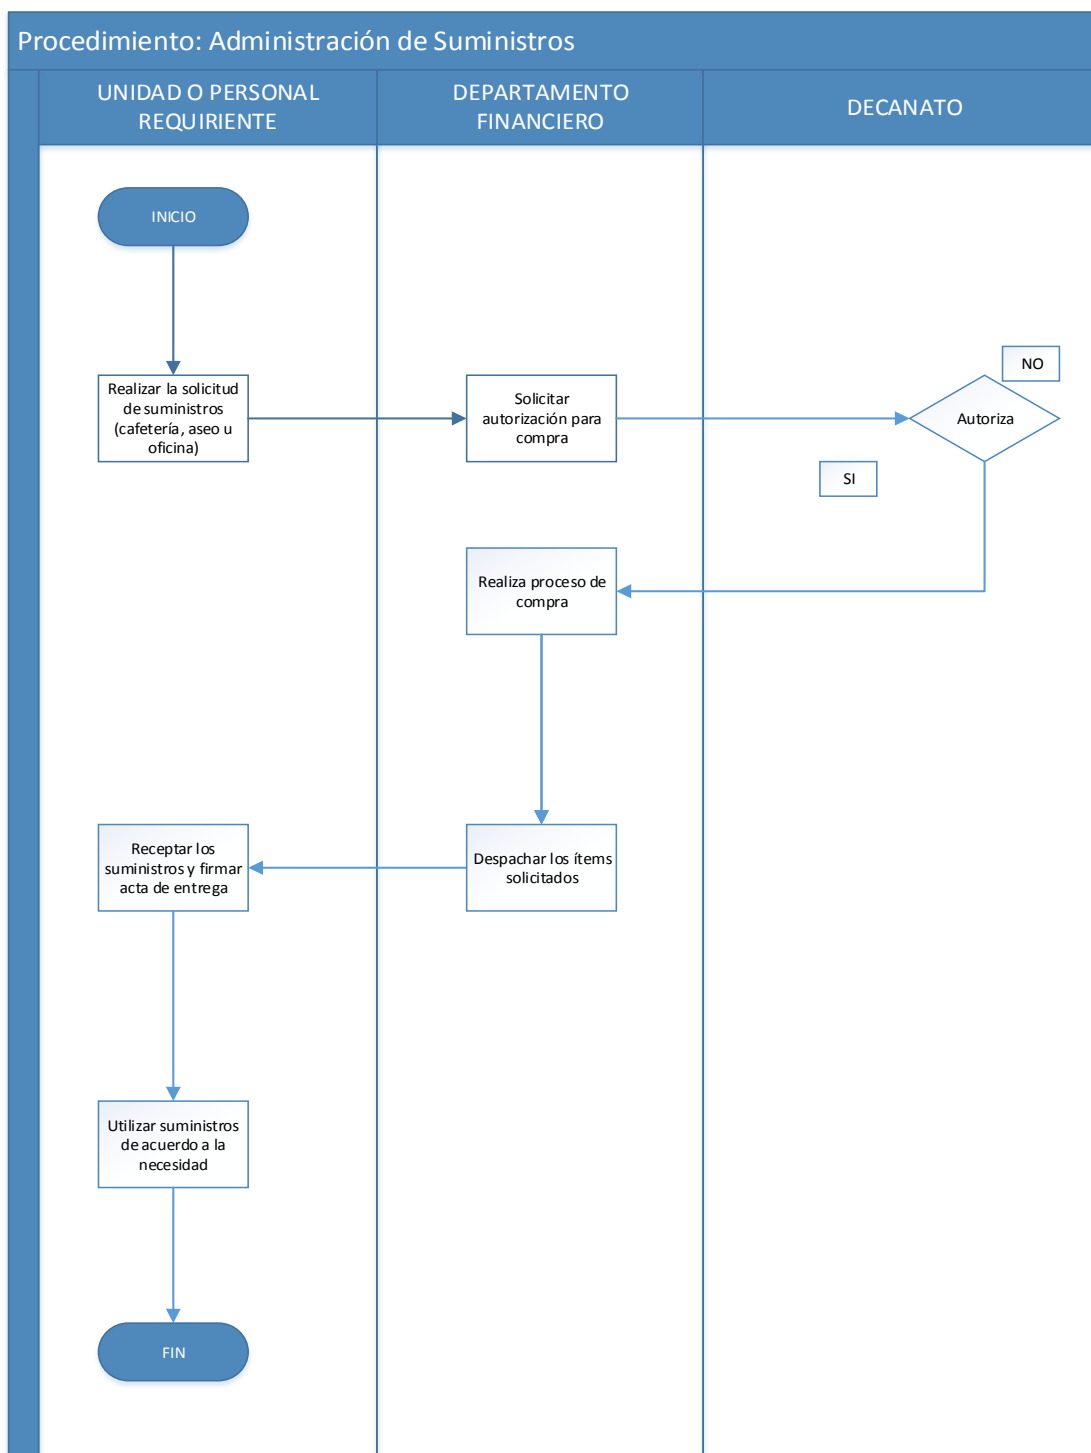 Procedimiento: Administración de Suministros
UNIDAD O PERSONAL
REQUIRIENTE
DEPARTAMENTO
FINANCIERO
DECANATO
INICIO
Realizar la solicitud
de suministros
(cafetería, aseo u
oficina)
Solicitar
autorización para
compra
NO
Autoriza
SI
Realiza proceso de
compra
Receptar los
suministros y firmar
acta de entrega
Despachar los ítems
solicitados
Utilizar suministros
de acuerdo a la
necesidad
FIN